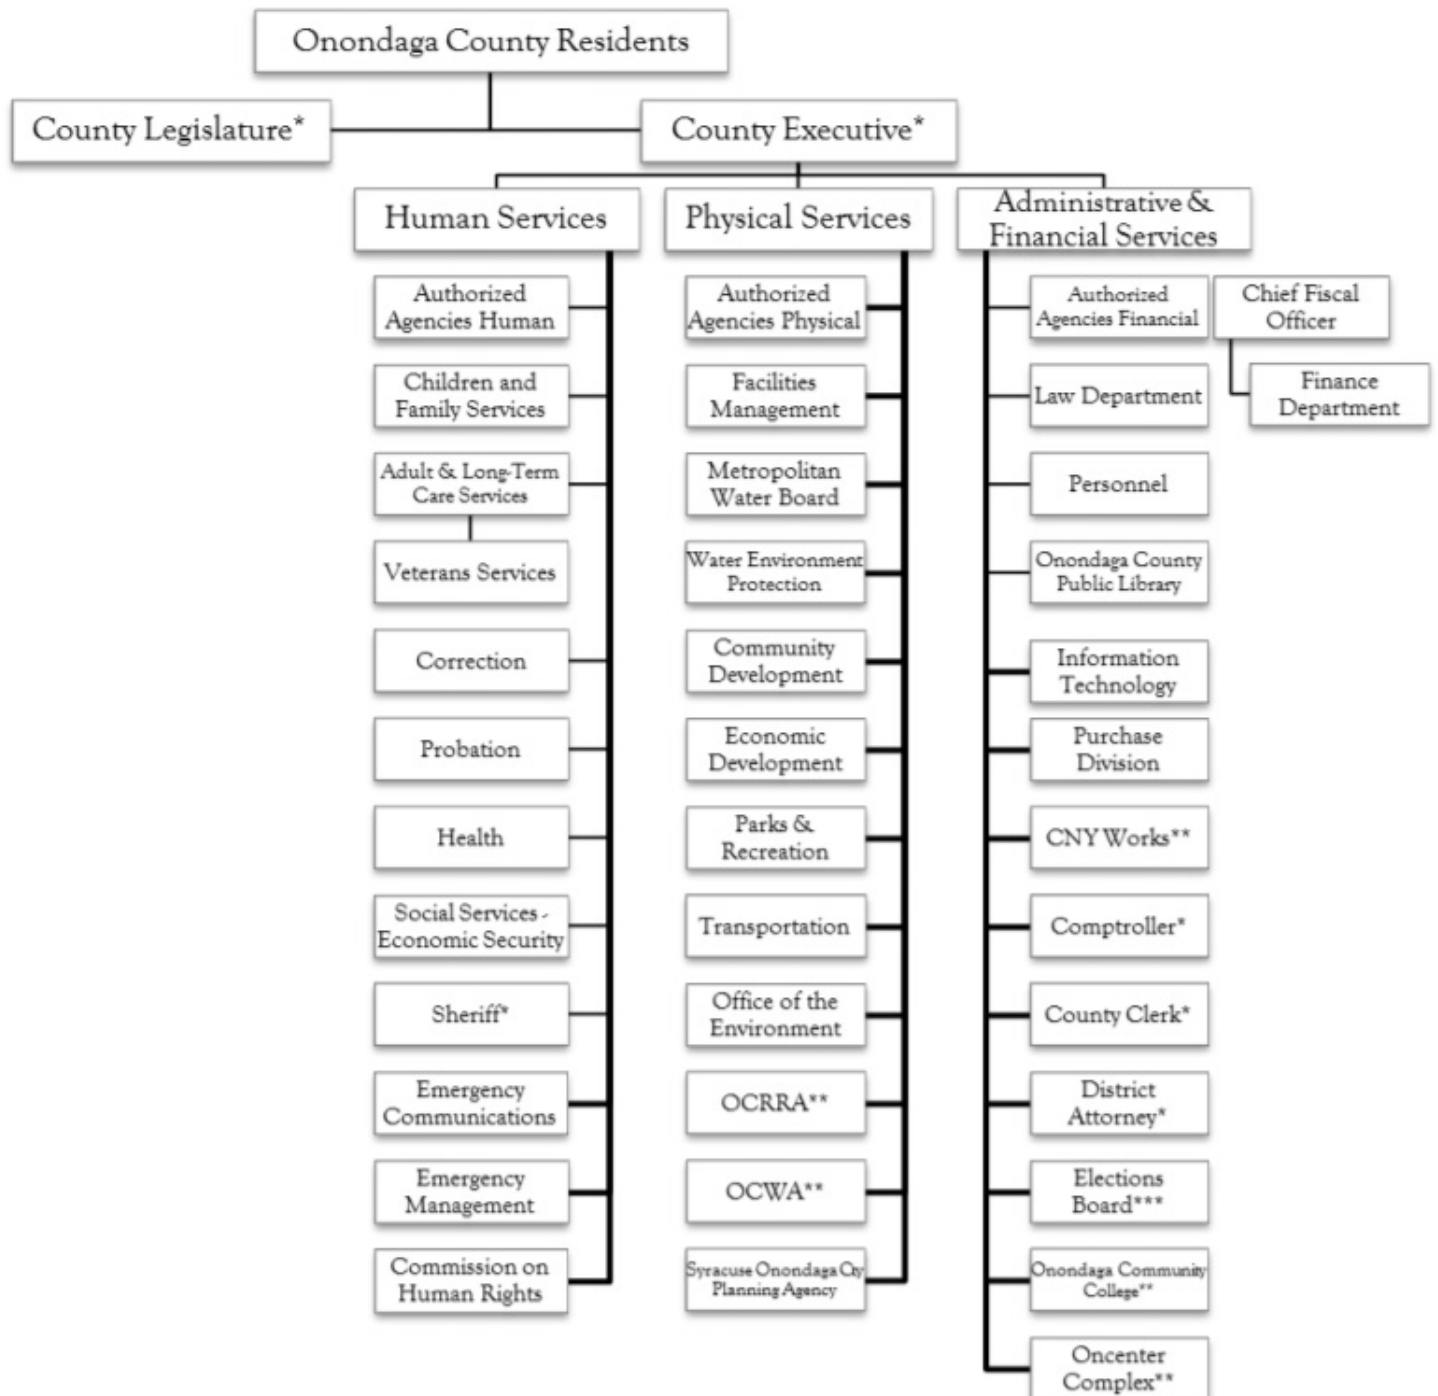 Onondaga County Residents
County Legislature*
County Executive*
Human Services
Physical Services
Administrative &
Financial Services
Authorized
Agencies Human
Children and
Family Services
Adult & Long-Term
Care Services
Veterans Services
Correction
Probation
Health
Social Services -
Economic Security
Sheriff*
Emergency
Communications
Emergency
Management
Commission on
Human Rights
Authorized
Agencies Physical
Facilities
Management
Metropolitan
Water Board
Water Environment
Protection
Community
Development
Economic
Development
Parks &
Recreation
Transportation
Office of the
Environment
OCRRA**
OCWA**
Syracuse Onondaga Cty
Planning Agency
Authorized
Agencies Financial
Chief Fiscal
Officer
Finance
Department
Law Department
Personnel
Onondaga County
Public Library
Information
Technology
Purchase
Division
CNY Works**
Comptroller*
County Clerk*
District
Attorney*
Elections
Board***
Onondaga Community
College**
Oncenter
Complex**